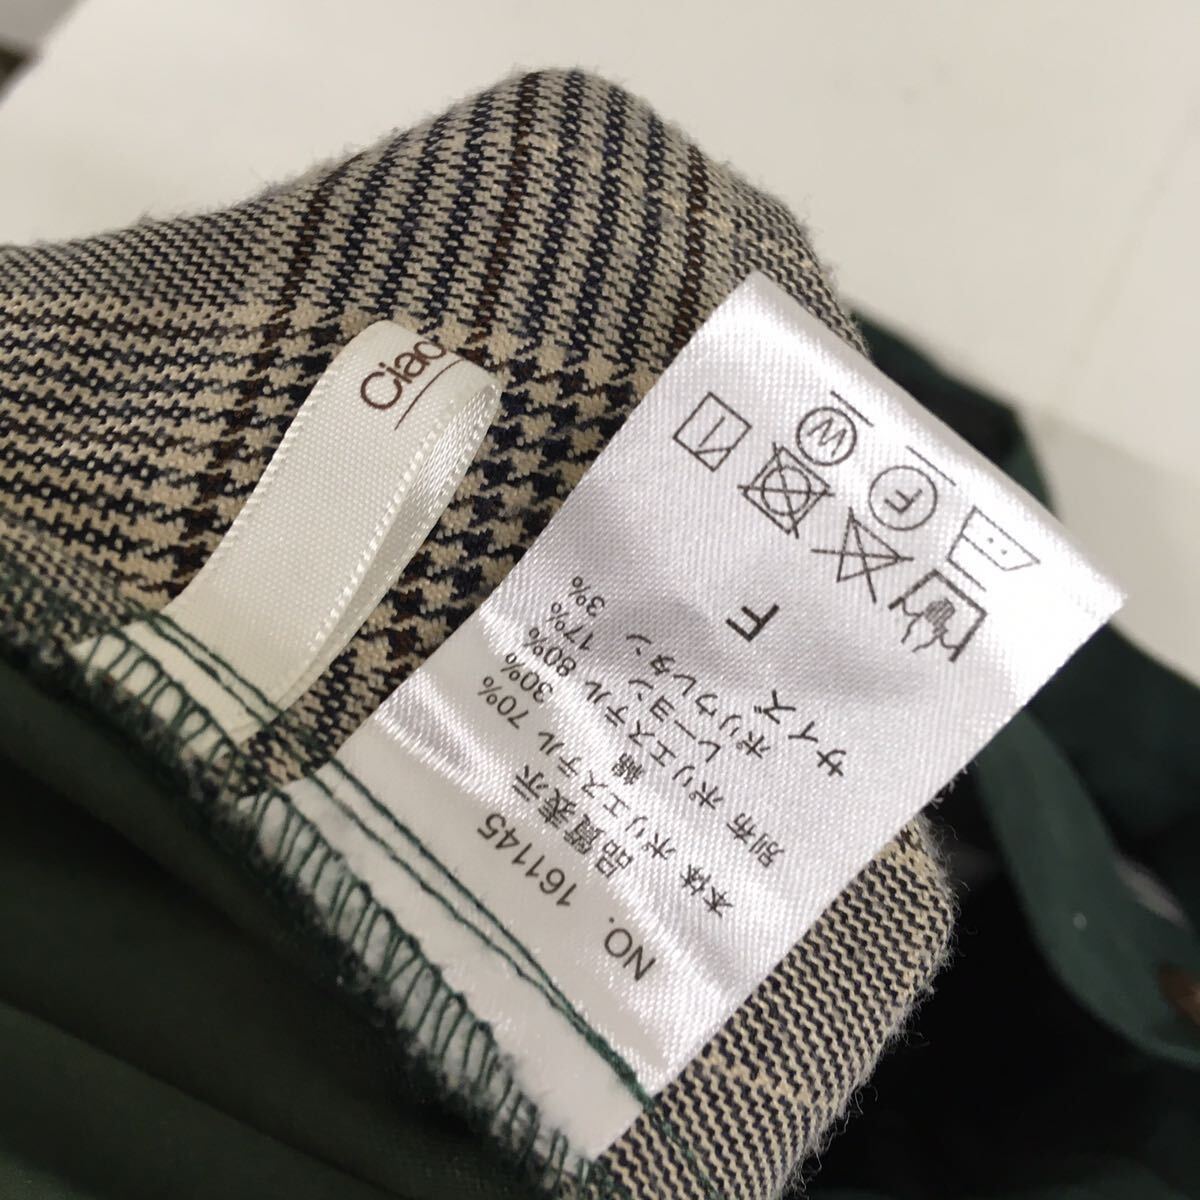 Ciao
NO. 161145
品質表示
本体 ポリエステル 70%
綿 30%
別布 ポリエステル 80%
レーヨン 17%
ポリウレタン 3%
サイズ
F
F
W